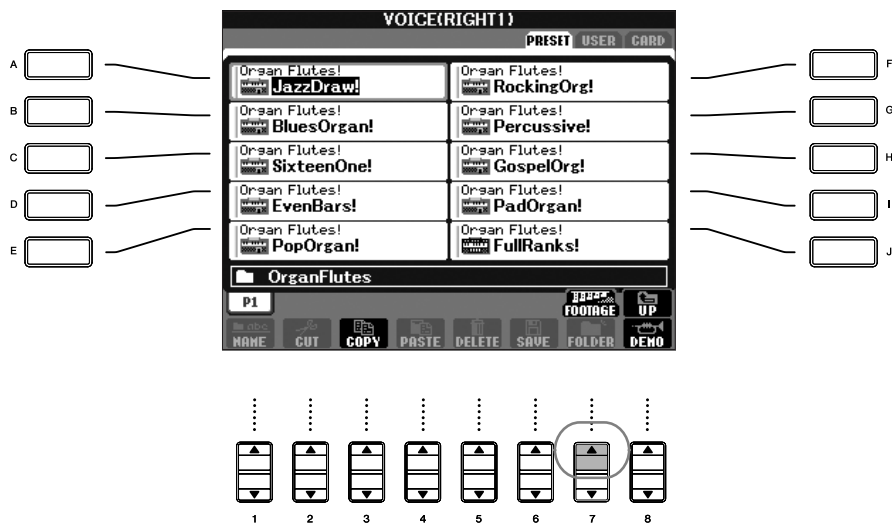 VOICE(RIGHT1)
PRESET USER CARD
A
Organ Flutes!
JazzDraw!
Organ Flutes!
RockingOrg!
F
B
Organ Flutes!
BluesOrgan!
Organ Flutes!
Percussive!
G
C
Organ Flutes!
SixteenOne!
Organ Flutes!
GospelOrg!
H
D
Organ Flutes!
EvenBars!
Organ Flutes!
PadOrgan!
I
E
Organ Flutes!
PopOrgan!
Organ Flutes!
FullRanks!
J
OrganFlutes
P1
FOOTAGE UP
abc
NAME CUT COPY PASTE DELETE SAVE FOLDER DEMO
1 2 3 4 5 6 7 8